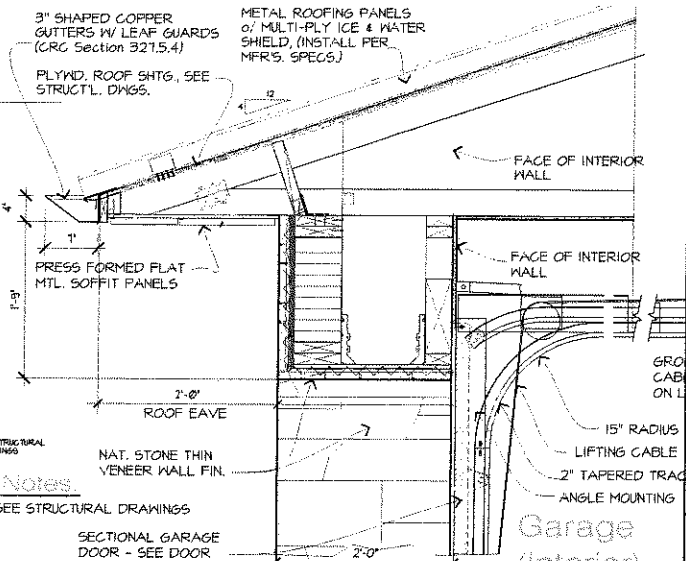 3" SHAPED COPPER
GUTTERS W/ LEAF GUARDS
(CRC Section 327.5.4)
METAL ROOFING PANELS
o/ MULTI-PLY ICE & WATER
SHIELD, (INSTALL PER
MFR'S. SPECS.)
PLYWD. ROOF SHTG., SEE
STRUCT'L. DWGS.
12
4
FACE OF INTERIOR
WALL
4"
7"
FACE OF INTERIOR
WALL
PRESS FORMED FLAT
MTL. SOFFIT PANELS
1'-9"
2'-0"
ROOF EAVE
ON L
15" RADIUS
LIFTING CABLE
2" TAPERED TRAC
ANGLE MOUNTING
NAT. STONE THIN
VENEER WALL FIN.
Notes:
SEE STRUCTURAL DRAWINGS
SECTIONAL GARAGE
DOOR - SEE DOOR
2'-0"
Garage
(Interior)